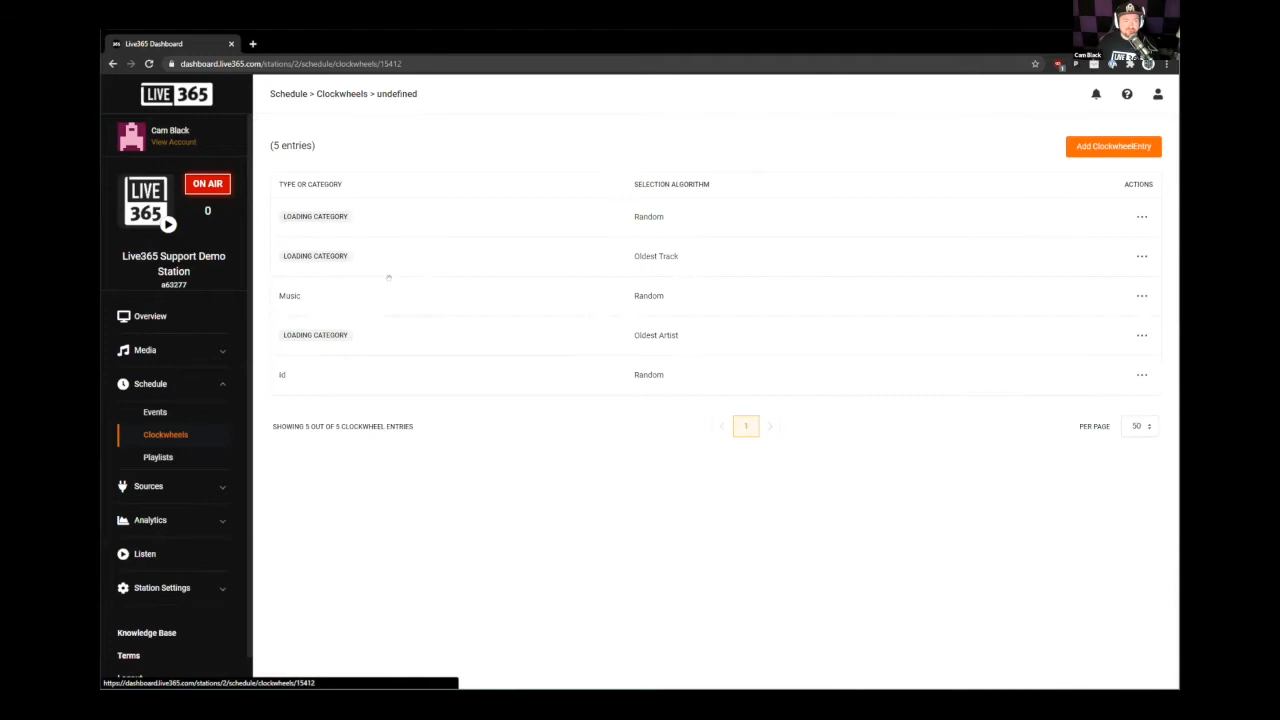 Live365 Dashboard
dashboard.live365.com/stations/2/schedule/clockwheels/15412
Cam Black
LIVE 365
Schedule > Clockwheels > undefined
Cam Black
View Account
(5 entries)
Add ClockwheelEntry
LIVE
365
ON AIR
0
TYPE OR CATEGORY
SELECTION ALGORITHM
ACTIONS
LOADING CATEGORY
Random
LOADING CATEGORY
Oldest Track
Music
Random
LOADING CATEGORY
Oldest Artist
Id
Random
Live365 Support Demo
Station
a63277
Overview
Media
Schedule
Events
Clockwheels
Playlists
Sources
Analytics
Listen
Station Settings
Knowledge Base
Terms
SHOWING 5 OUT OF 5 CLOCKWHEEL ENTRIES
1
PER PAGE
50
https://dashboard.live365.com/stations/2/schedule/clockwheels/15412